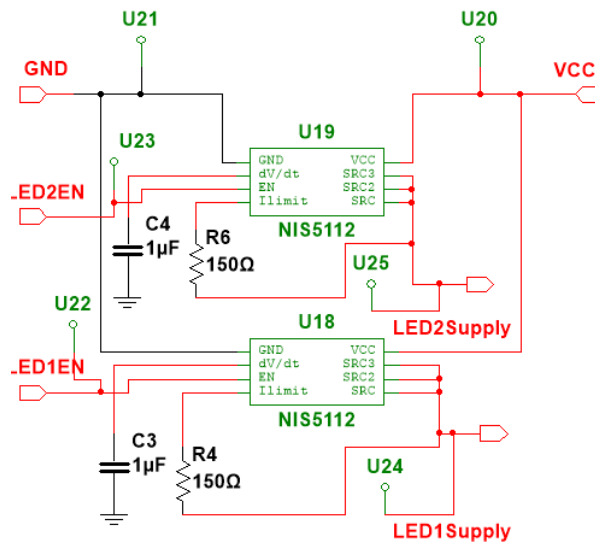 U21
U20
GND
VCC
U19
U23
GND VCC
dV/dt SRC3
EN SRC2
Ilimit SRC
LED2EN
C4
1µF
R6
150Ω
NIS5112
U25
U22
LED2Supply
U18
LED1EN
GND VCC
dV/dt SRC3
EN SRC2
Ilimit SRC
NIS5112
C3
1µF
R4
150Ω
U24
LED1Supply